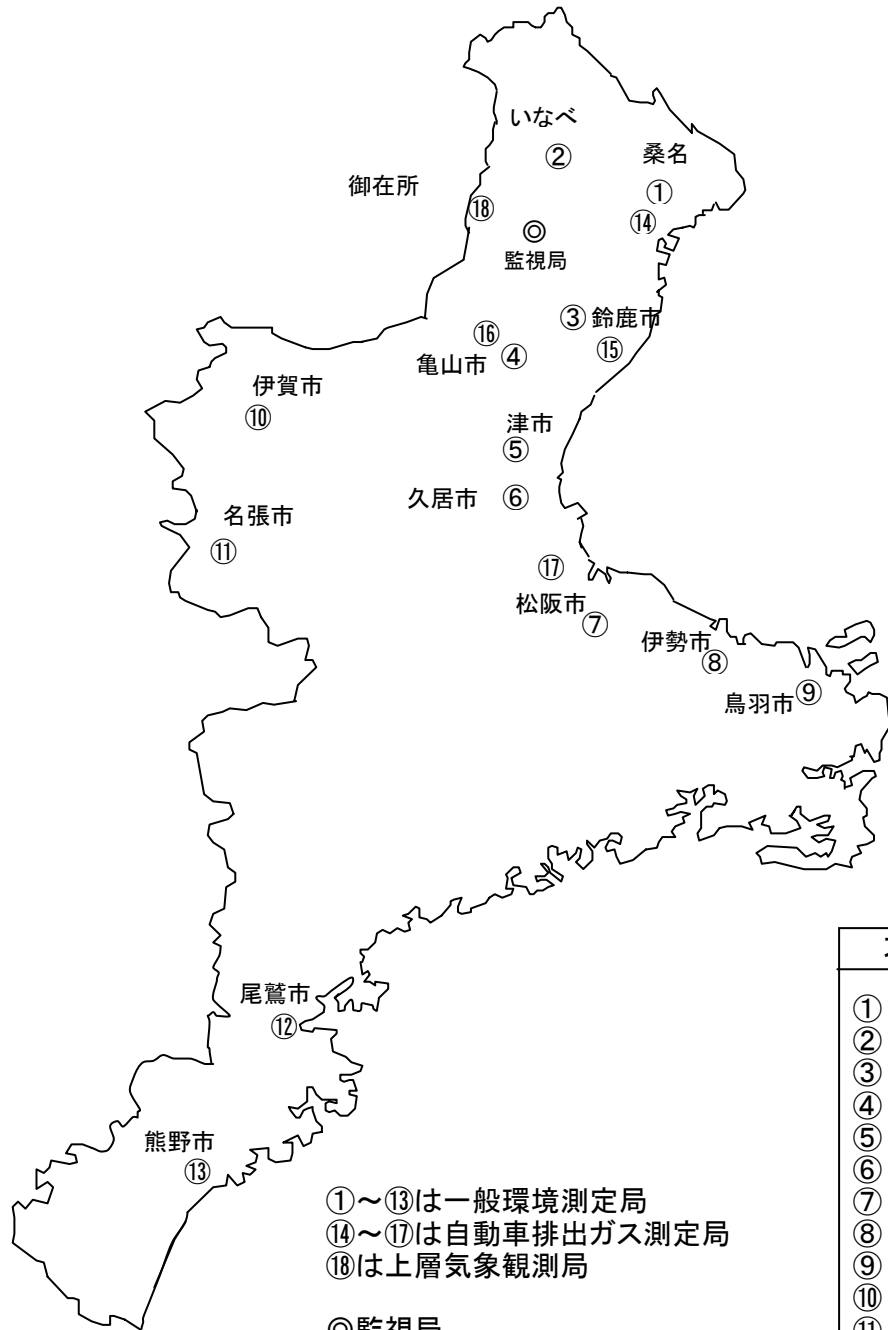 いなべ
②
桑名
①
⑭
御在所
⑱
◎
監視局
③鈴鹿市
⑮
⑯
亀山市④
伊賀市
⑩
津市
⑤
久居市 ⑥
名張市
⑪
⑰
松阪市
⑦
伊勢市
⑧
鳥羽市⑨
尾鷲市
⑫
熊野市
⑬
①～⑬は一般環境測定局
⑭～⑰は自動車排出ガス測定局
⑱は上層気象観測局
◎監視局
①
②
③
④
⑤
⑥
⑦
⑧
⑨
⑩
⑪